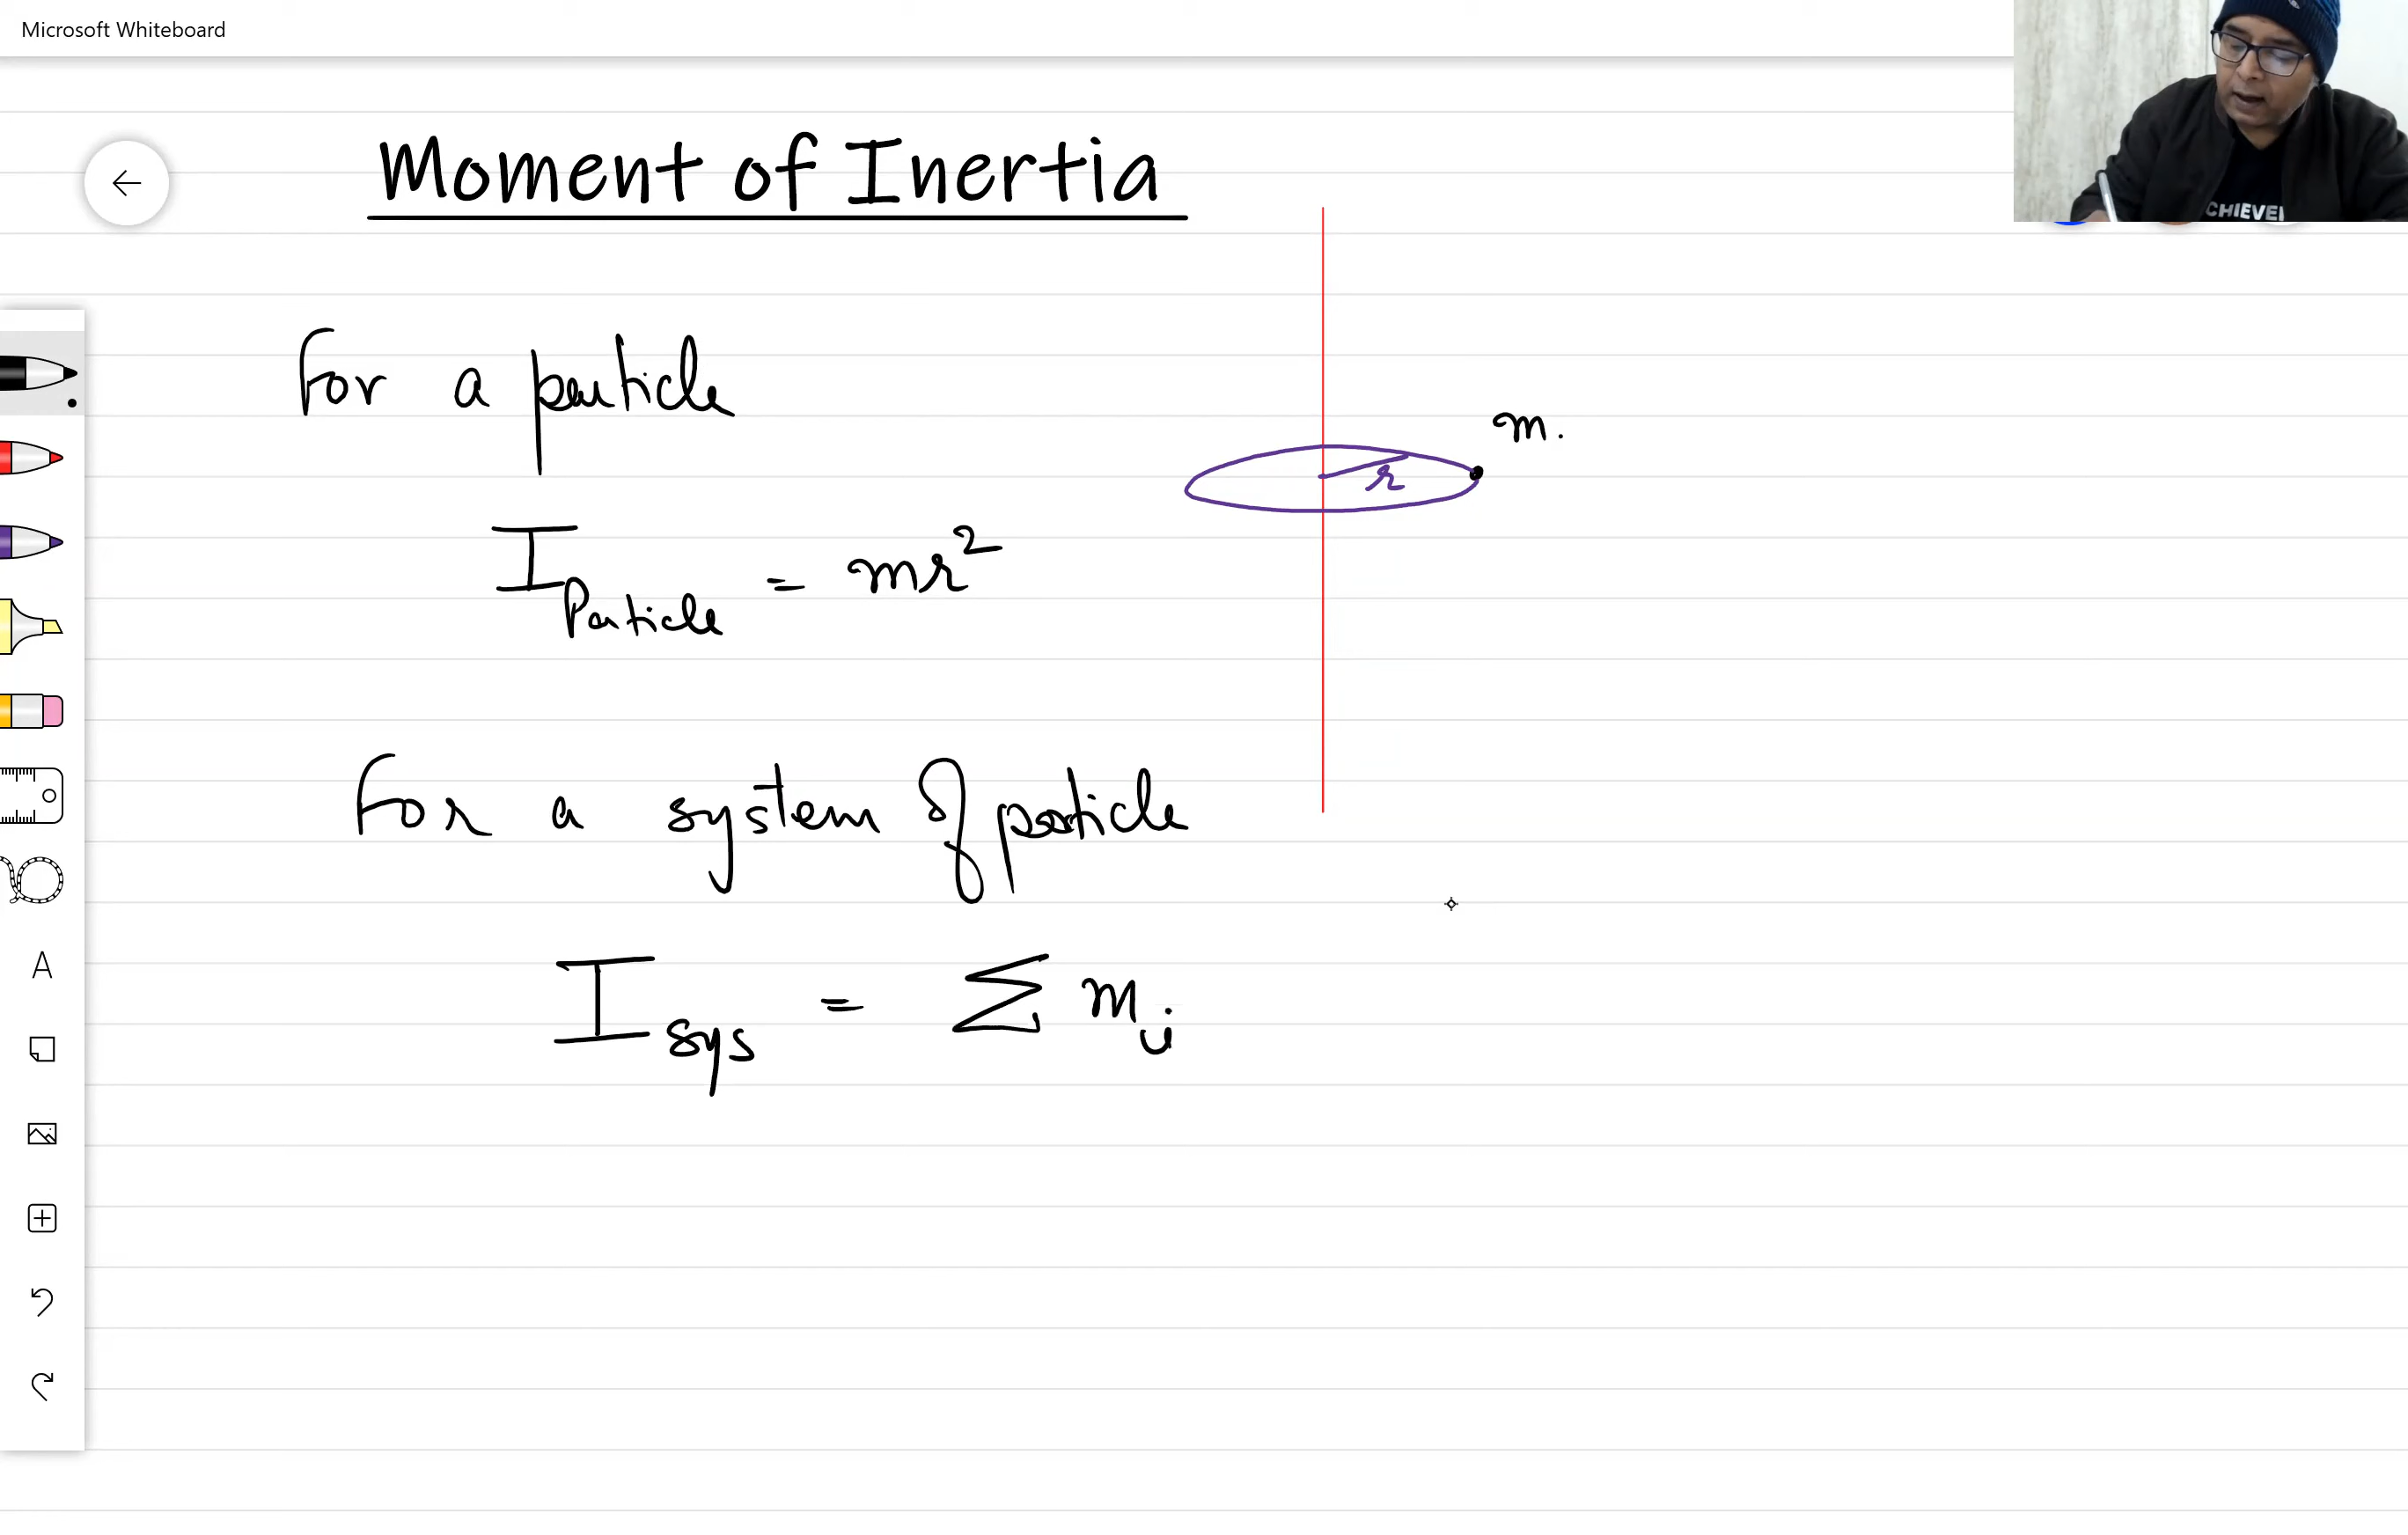 Microsoft Whiteboard
CHIEVE
Moment of Inertia
For a particle
m.
r
I_Particle = mr²
For a system of particle
I_sys = Σ m_i
A